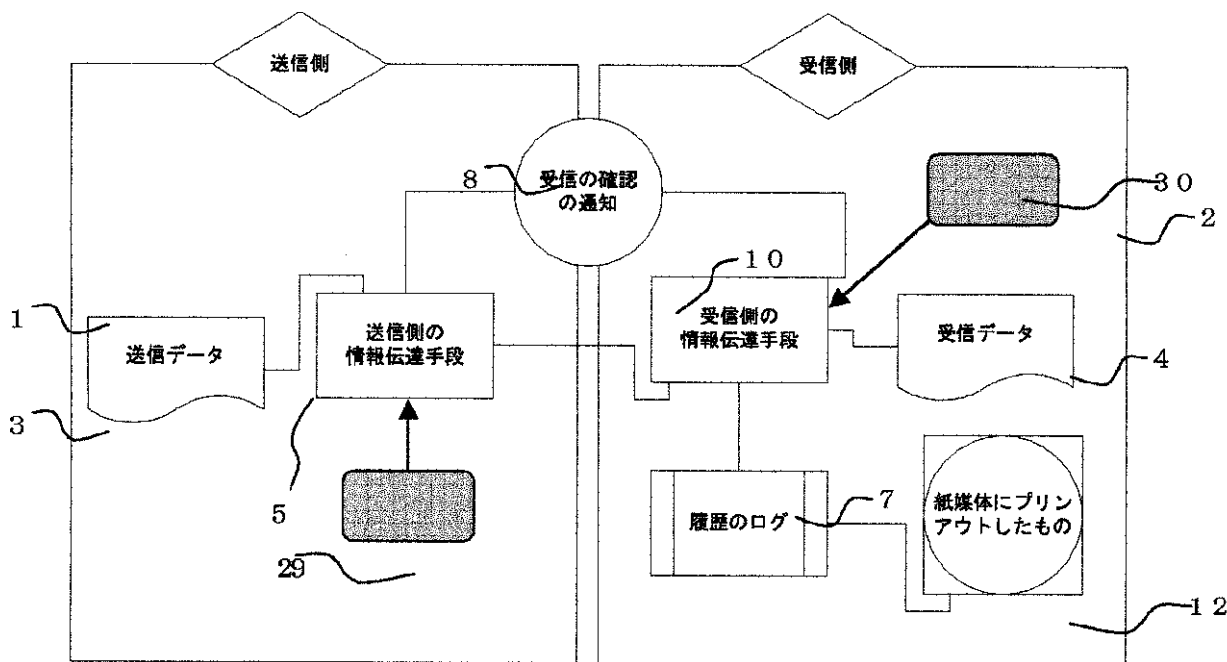 送信側
受信側
8
受信の確認
の通知
30
2
10
1
送信データ
送信側の
情報伝達手段
受信側の
情報伝達手段
受信データ
4
3
5
29
履歴のログ
7
紙媒体にプリン
アウトしたもの
12